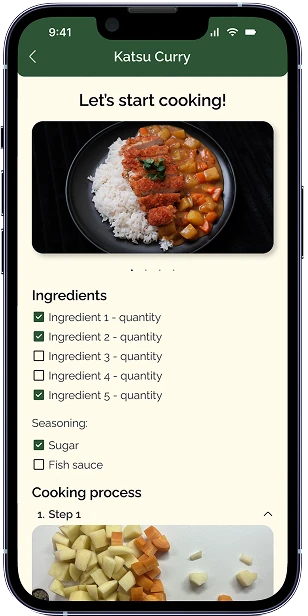 9:41
Katsu Curry
Let's start cooking!
Ingredients
Ingredient 1 - quantity
Ingredient 2 - quantity
Ingredient 3 - quantity
Ingredient 4 - quantity
Ingredient 5 - quantity
Seasoning:
Sugar
Fish sauce
Cooking process
1. Step 1